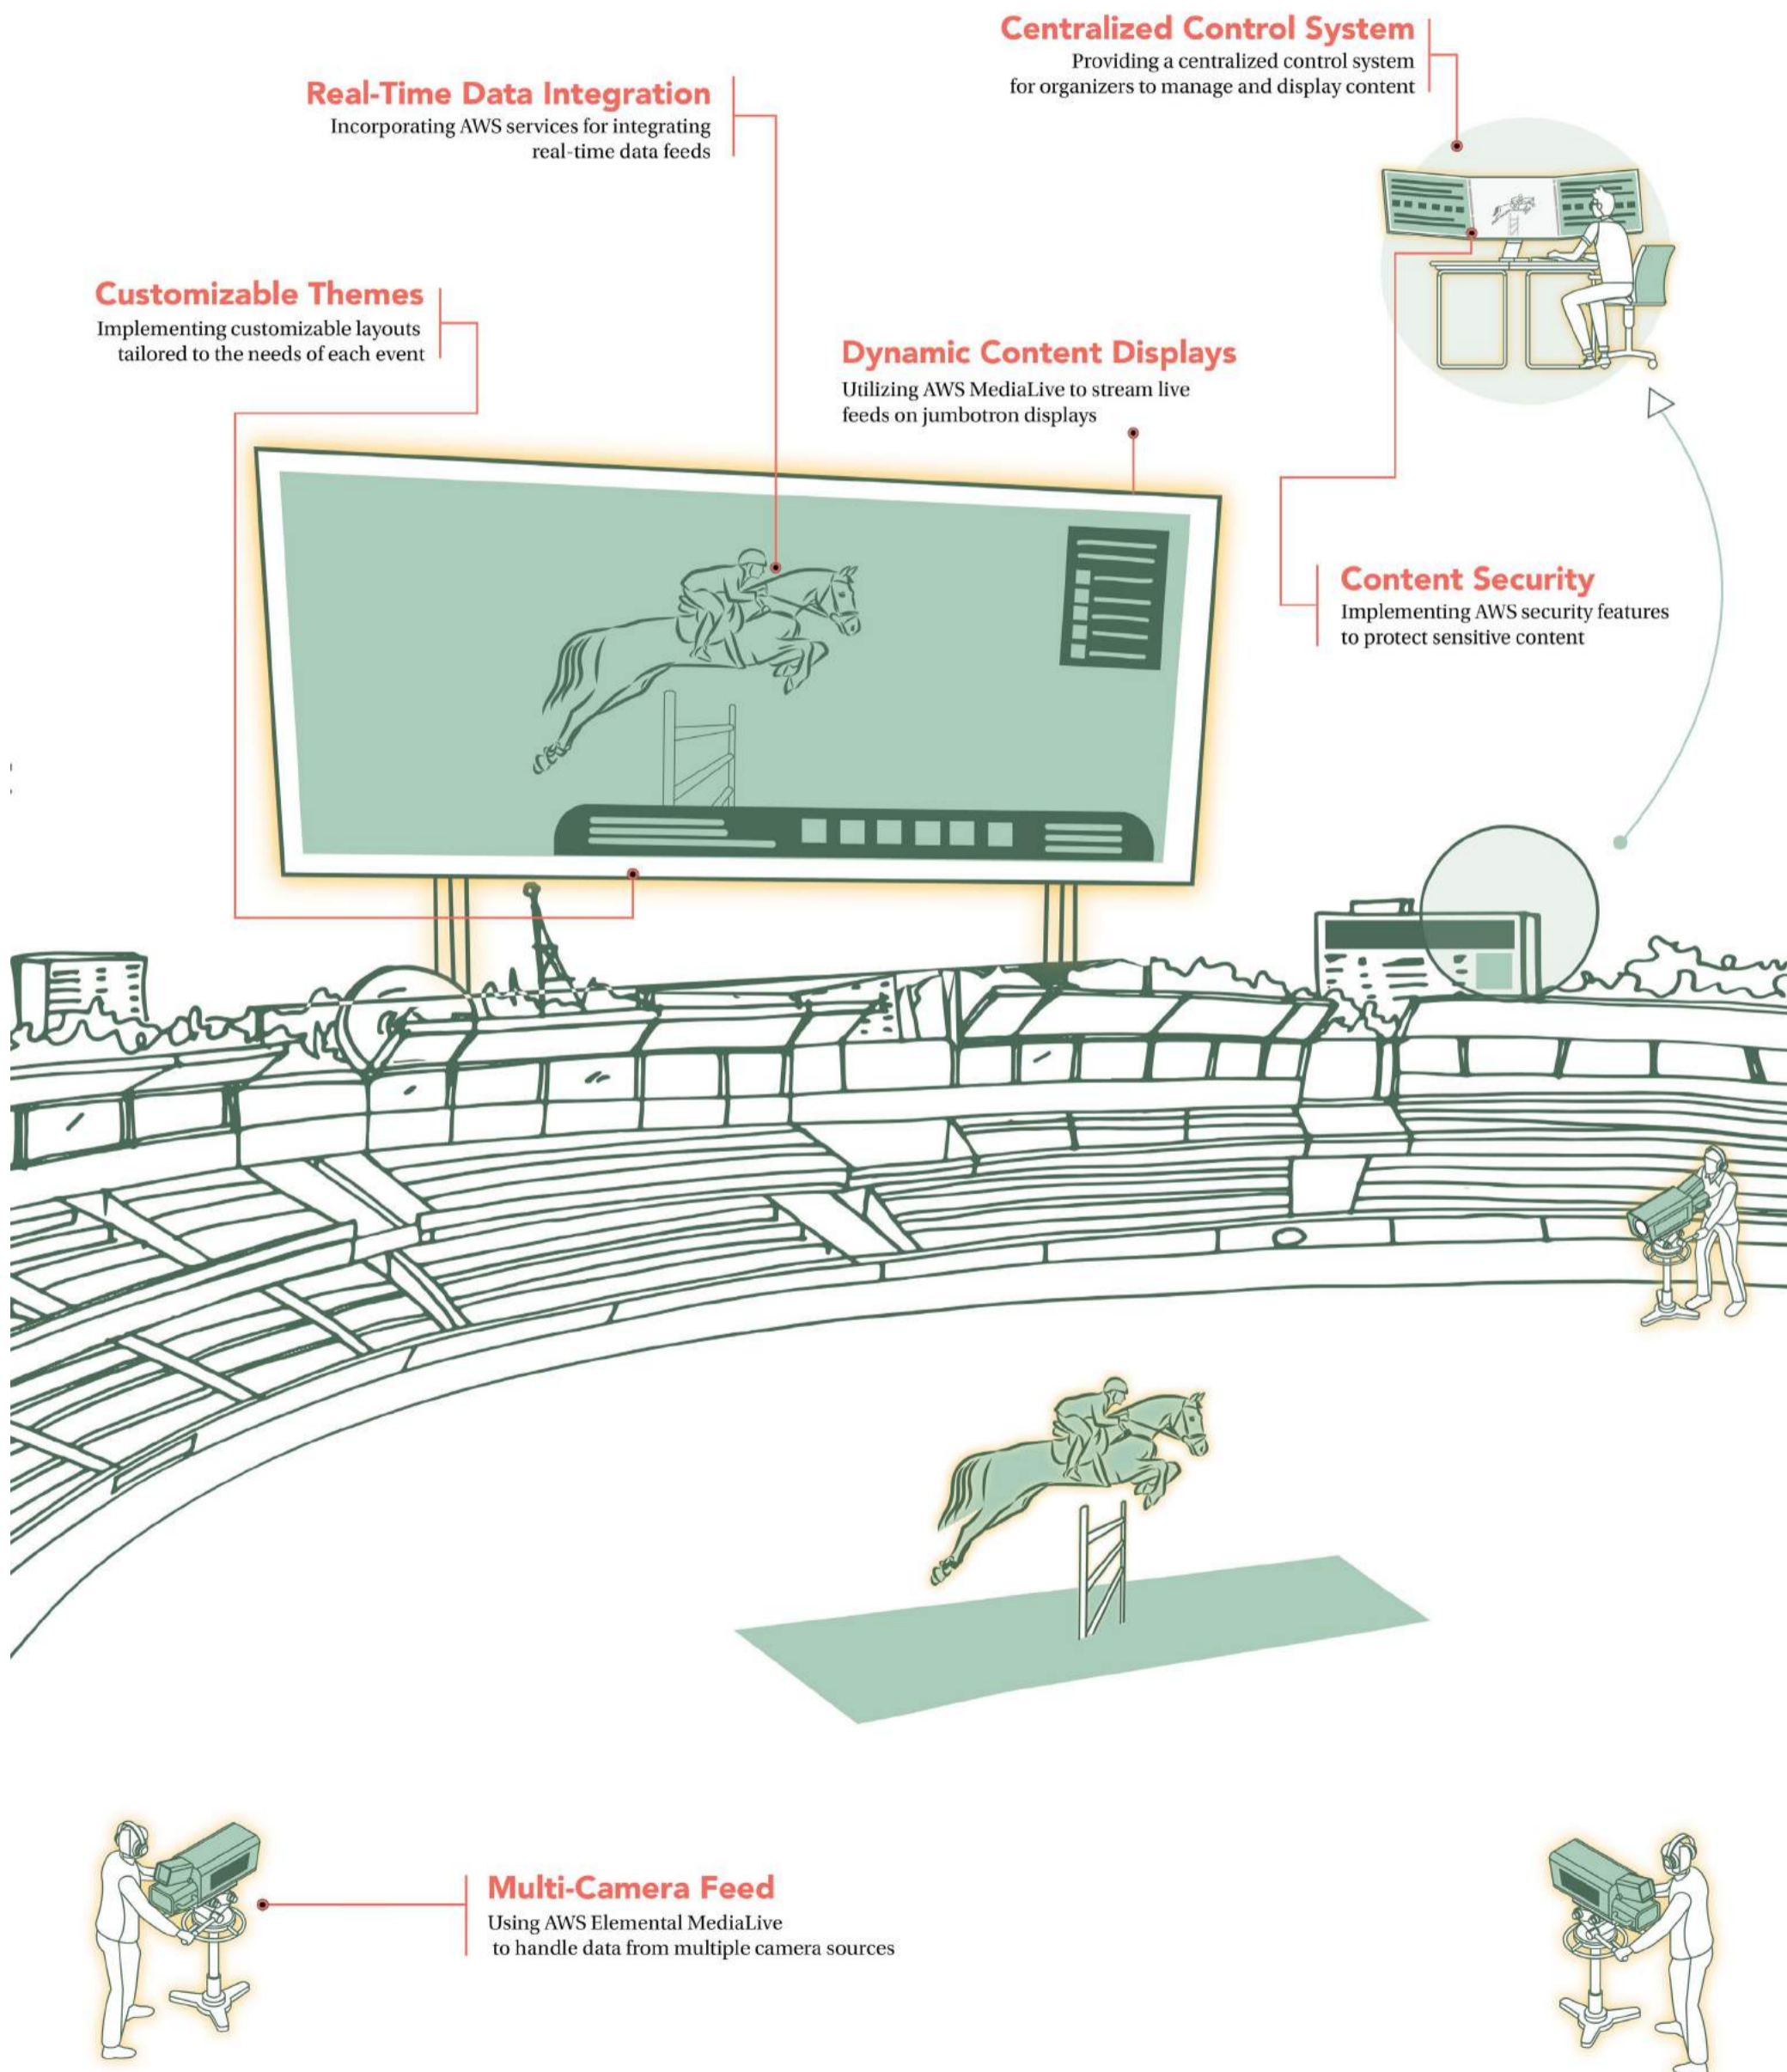 Centralized Control System
Providing a centralized control system
for organizers to manage and display content
Real-Time Data Integration
Incorporating AWS services for integrating
real-time data feeds
Customizable Themes
Implementing customizable layouts
tailored to the needs of each event
Dynamic Content Displays
Utilizing AWS MediaLive to stream live
feeds on jumbotron displays
Content Security
Implementing AWS security features
to protect sensitive content
Multi-Camera Feed
Using AWS Elemental MediaLive
to handle data from multiple camera sources